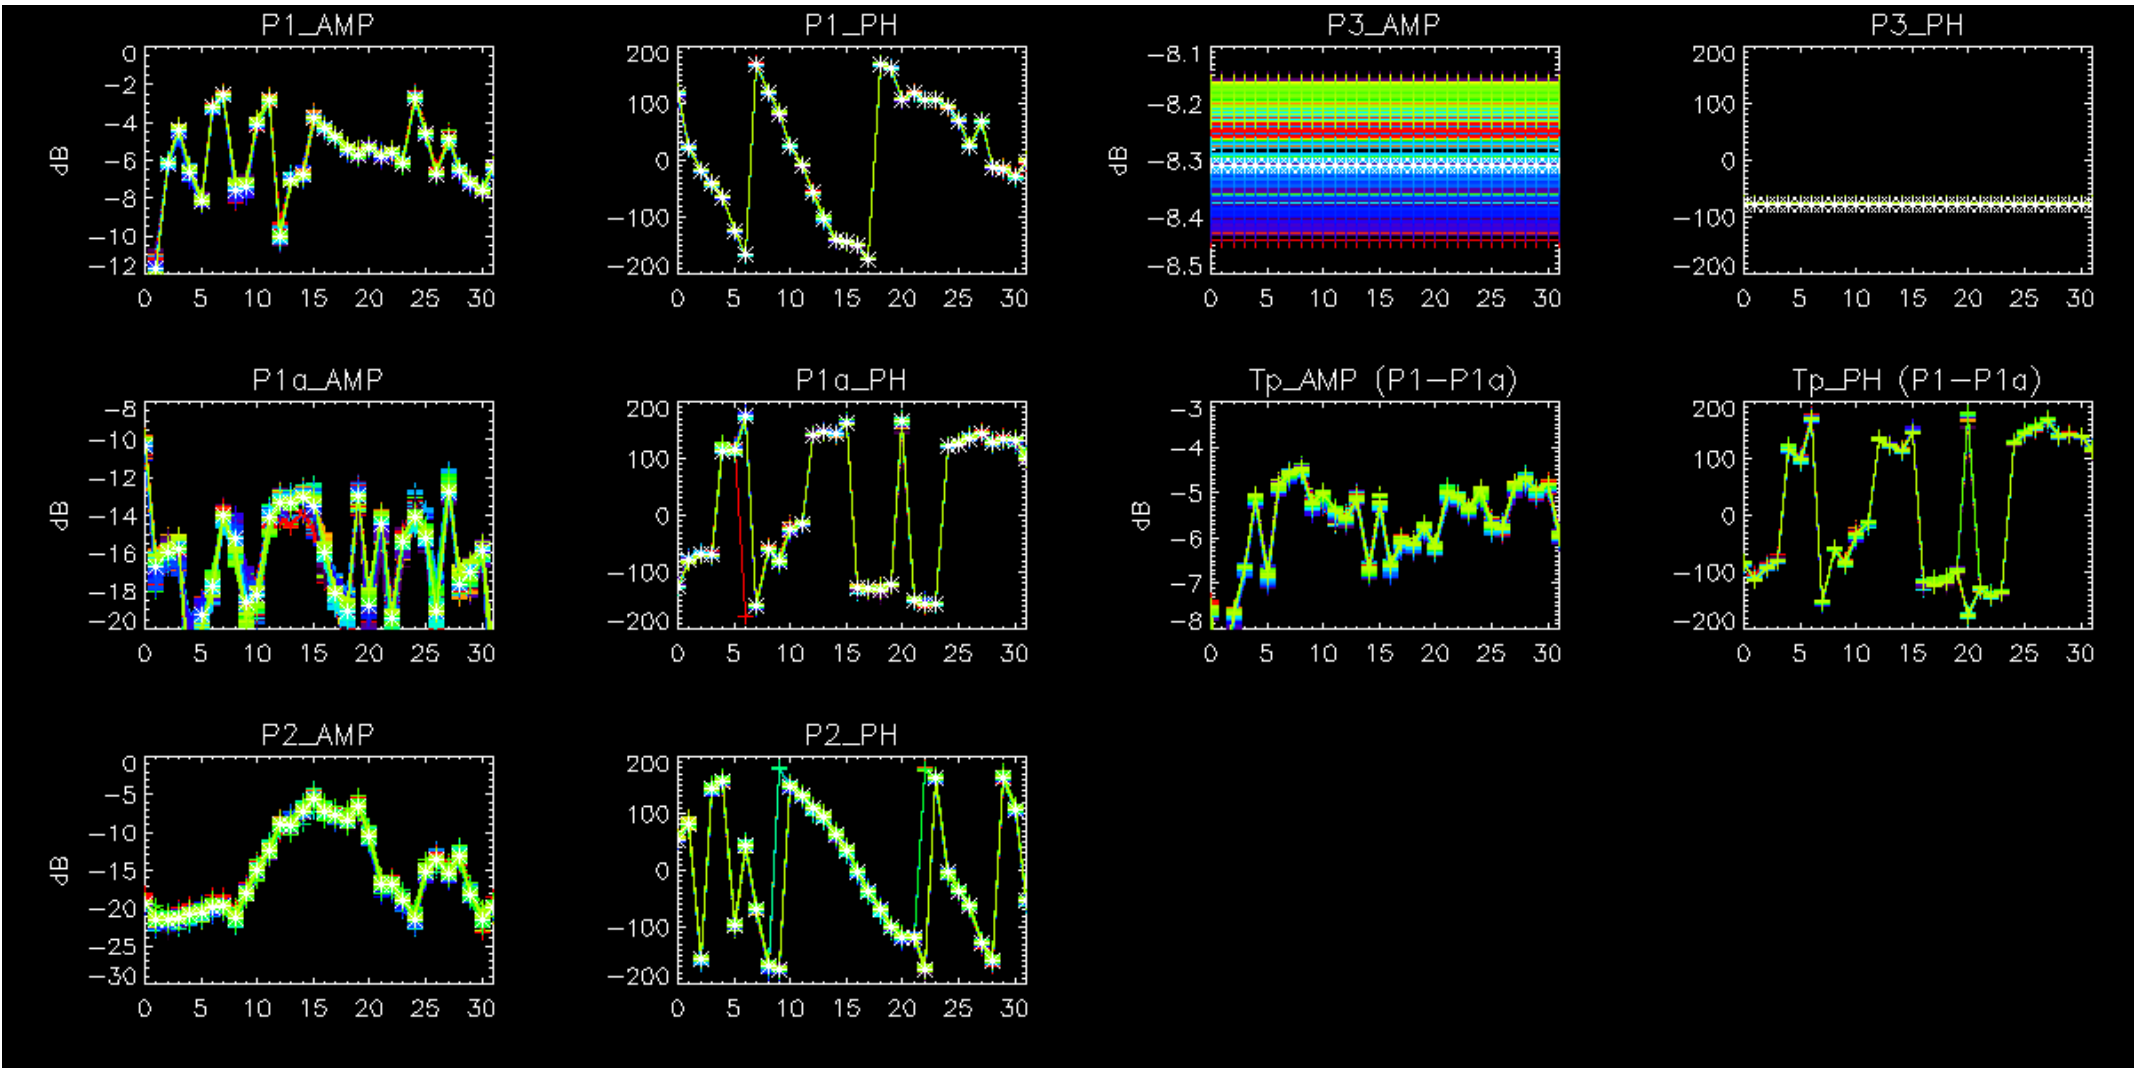 P1_AMP P1_PH P3_AMP P3_PH
0 200 −8.1 200
−2
−4 100 −8.2 100
dB −6 0 dB −8.3 0
−8
−10 −100 −8.4 −100
−12 −200 −8.5 −200
0 5 10 15 20 25 30 0 5 10 15 20 25 30 0 5 10 15 20 25 30 0 5 10 15 20 25 30
P1a_AMP P1a_PH Tp_AMP (P1−P1a) Tp_PH (P1−P1a)
−8 200 −3 200
−10 100 −4 100
−12
dB −14 0 dB −5 0
−16 −6
−18 −100 −7 −100
−20 −200 −8 −200
0 5 10 15 20 25 30 0 5 10 15 20 25 30 0 5 10 15 20 25 30 0 5 10 15 20 25 30
P2_AMP P2_PH
0 200
−5
−10 100
dB −15 0
−20 −100
−25
−30 −200
0 5 10 15 20 25 30 0 5 10 15 20 25 30